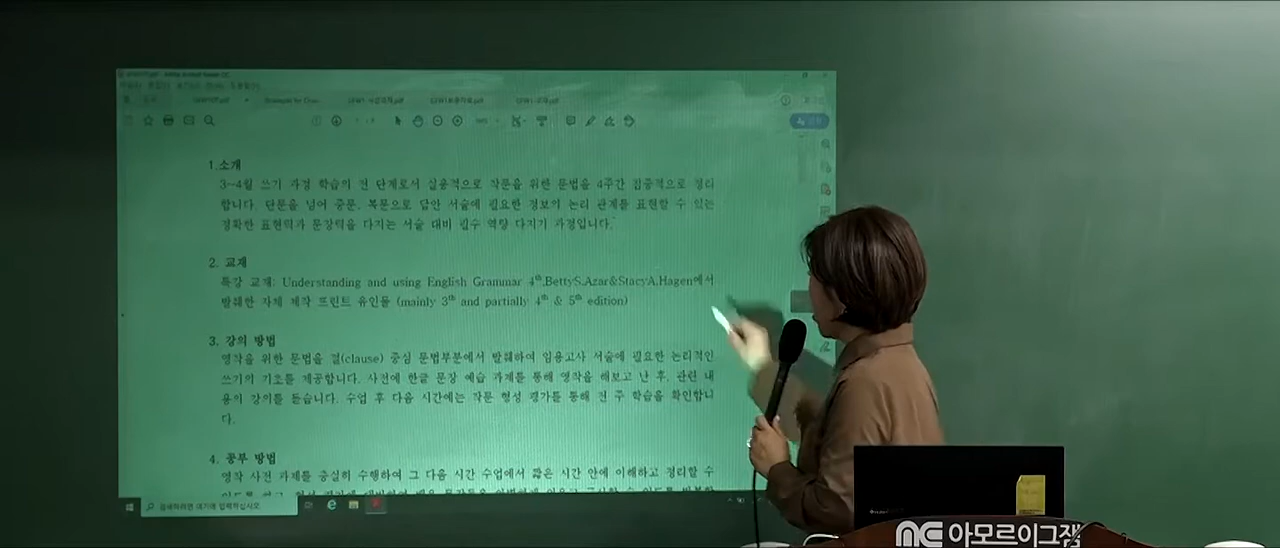 1.소개
3~4월 쓰기 과정 학습의 전 단계로서 실용적으로 작문을 위한 문법을 4주간 집중적으로 정리
합니다. 단문을 넘어 중문, 복문으로 답안 서술에 필요한 정보의 논리 관계를 표현할 수 있는
정확한 표현력과 문장력을 다지는 서술 대비 필수 역량 다지기 과정입니다.
2. 교재
특강 교재: Understanding and using English Grammar 4th.BettyS.Azar&StacyA.Hagen에서
발췌한 자체 제작 프린트 유인물 (mainly 3th and partially 4th & 5th edition)
3. 강의 방법
영작을 위한 문법을 절(clause) 중심 문법부분에서 발췌하여 임용고사 서술에 필요한 논리적인
쓰기의 기초를 제공합니다. 사전에 한글 문장 예습 과제를 통해 영작을 해보고 난 후, 관련 내
용의 강의를 듣습니다. 수업 후 다음 시간에는 작문 형성 평가를 통해 전 주 학습을 확인합니
다.
4. 공부 방법
영작 사전 과제를 충실히 수행하여 그 다음 시간 수업에서 짧은 시간 안에 이해하고 정리할 수
검색하려면 여기에 입력하십시오.
아모르이그잼